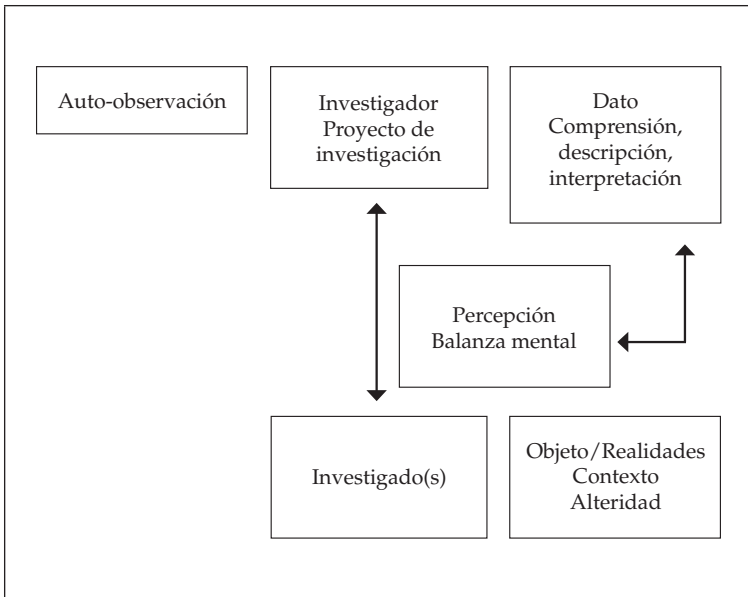 Auto-observación
Investigador
Proyecto de
investigación
Dato
Comprensión,
descripción,
interpretación
Percepción
Balanza mental
Investigado(s)
Objeto/Realidades
Contexto
Alteridad